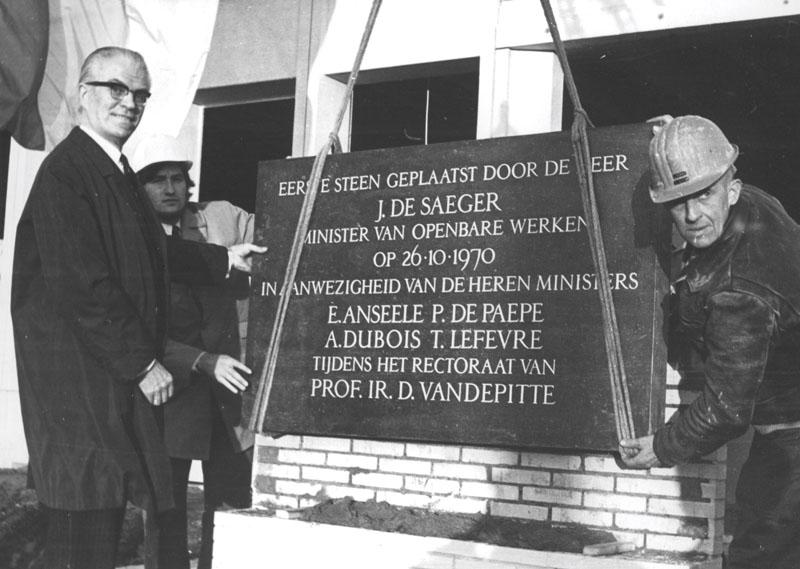 EERSTE STEEN GEPLAATST DOOR DE HEER
J. DE SAEGER
MINISTER VAN OPENBARE WERKEN
OP 26·10·1970
IN AANWEZIGHEID VAN DE HEREN MINISTERS
E. ANSEELE P. DE PAEPE
A. DUBOIS T. LEFEVRE
TIJDENS HET RECTORAAT VAN
PROF. IR. D. VANDEPITTE